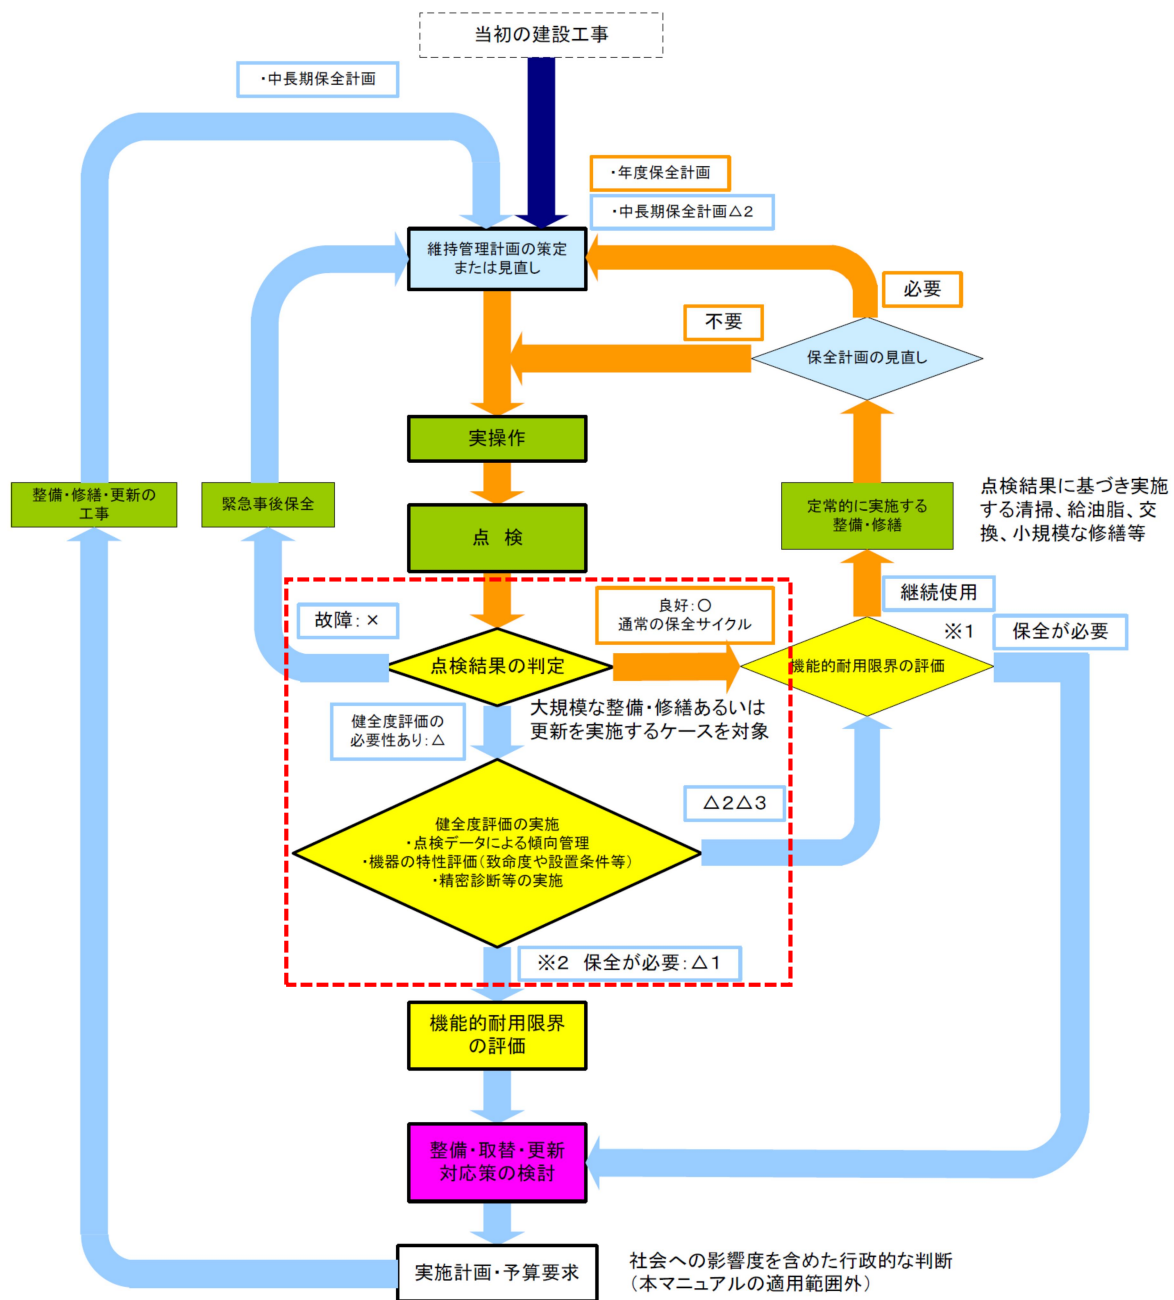 当初の建設工事
・中長期保全計画
・年度保全計画
・中長期保全計画△2
維持管理計画の策定
または見直し
必要
不要
保全計画の見直し
実操作
整備・修繕・更新の
工事
緊急事後保全
点 検
定常的に実施する
整備・修繕
点検結果に基づき実施
する清掃、給油脂、交
換、小規模な修繕等
故障：×
良好：〇
通常の保全サイクル
継続使用
※1
保全が必要
点検結果の判定
機能的耐用限界の評価
大規模な整備・修繕あるいは
更新を実施するケースを対象
健全度評価の
必要性あり：△
△2△3
健全度評価の実施
・点検データによる傾向管理
・機器の特性評価（致命度や設置条件等）
・精密診断等の実施
※2 保全が必要：△1
機能的耐用限界
の評価
整備・取替・更新
対応策の検討
実施計画・予算要求
社会への影響度を含めた行政的な判断
（本マニュアルの適用範囲外）